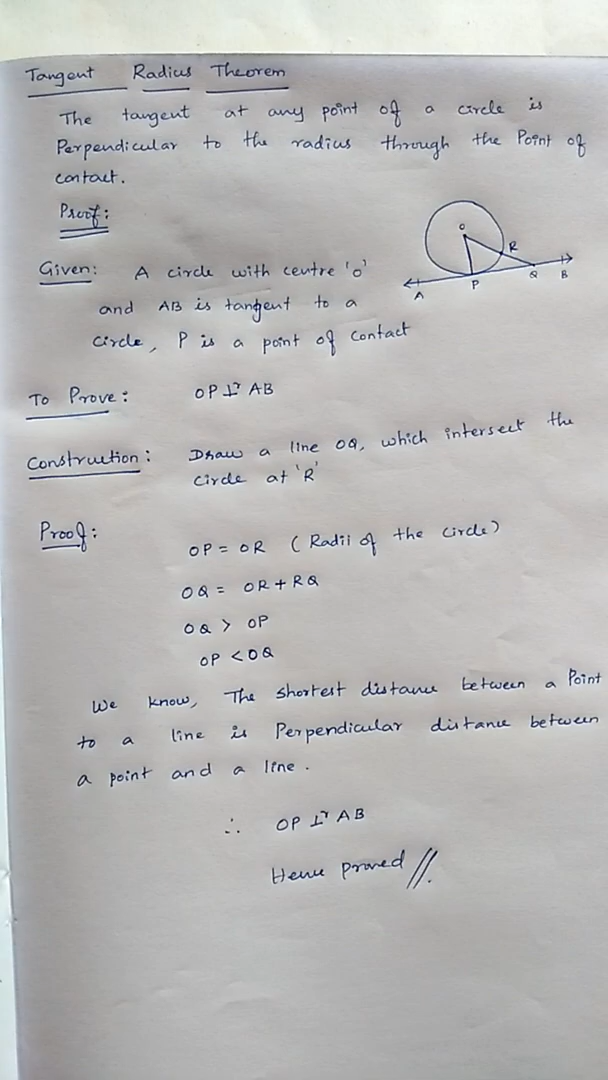 Tangent Radius Theorem
The tangent at any point of a circle is
Perpendicular to the radius through the Point of
contact.
Proof:
Given: A circle with centre 'o'
and AB is tangent to a
circle, P is a point of contact
O
R
A
P
Q
B
To Prove: OP ⊥r AB
Construction: Draw a line OQ, which intersect the
circle at 'R'
Proof:
OP = OR (Radii of the circle)
OQ = OR + RQ
OQ > OP
OP < OQ
We know, The shortest distance between a Point
to a line is Perpendicular distance between
a point and a line.
∴ OP ⊥r AB
Hence proved //.